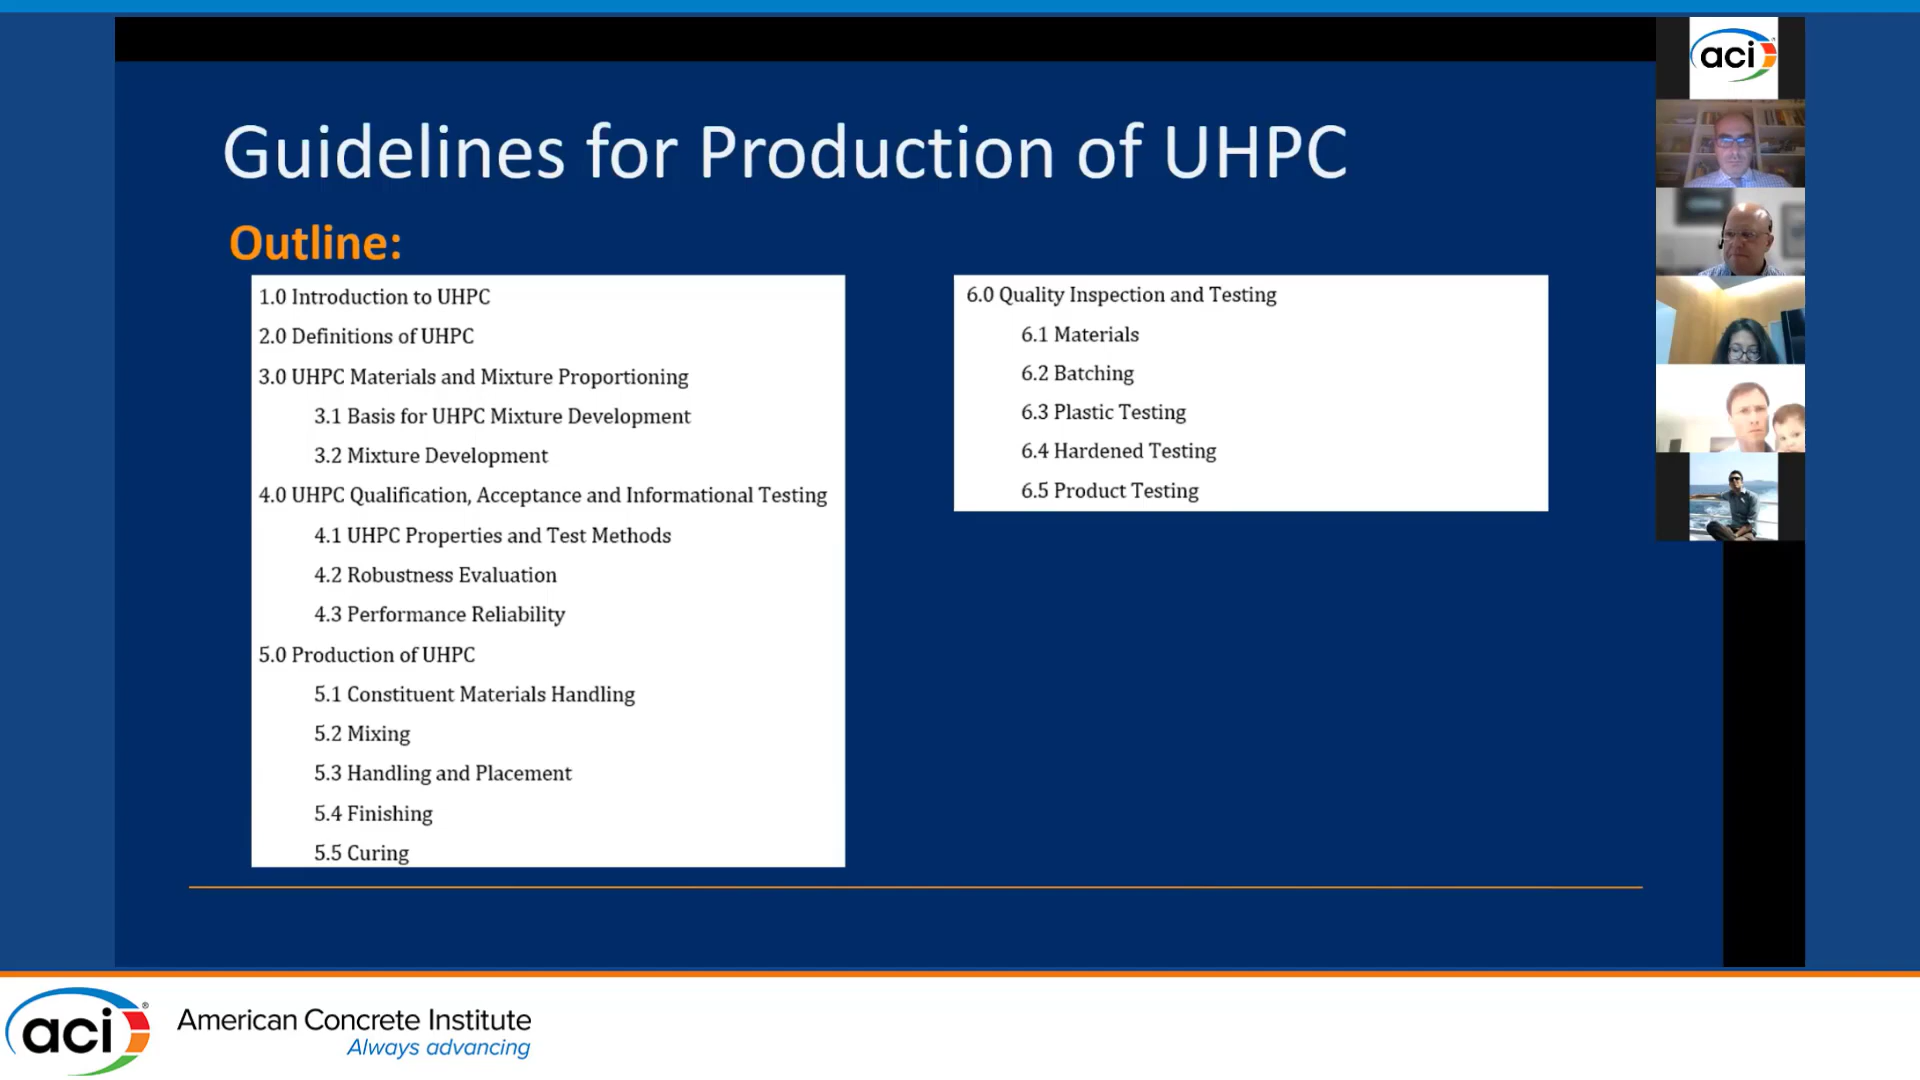 Guidelines for Production of UHPC
Outline:
1.0 Introduction to UHPC
2.0 Definitions of UHPC
3.0 UHPC Materials and Mixture Proportioning
3.1 Basis for UHPC Mixture Development
3.2 Mixture Development
4.0 UHPC Qualification, Acceptance and Informational Testing
4.1 UHPC Properties and Test Methods
4.2 Robustness Evaluation
4.3 Performance Reliability
5.0 Production of UHPC
5.1 Constituent Materials Handling
5.2 Mixing
5.3 Handling and Placement
5.4 Finishing
5.5 Curing
6.0 Quality Inspection and Testing
6.1 Materials
6.2 Batching
6.3 Plastic Testing
6.4 Hardened Testing
6.5 Product Testing
aci
aci®
American Concrete Institute
Always advancing